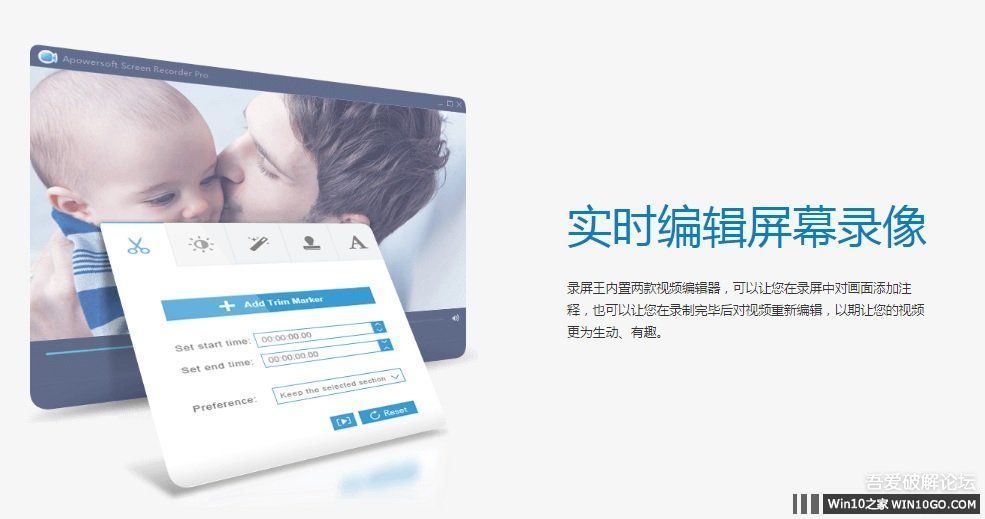 Apowersoft Screen Recorder Pro
实时编辑屏幕录像
录屏王内置两款视频编辑器，可以让您在录屏中对画面添加注
释，也可以让您在录制完毕后对视频重新编辑，以期让您的视频
更为生动、有趣。
A
Add Trim Marker
Set start time: 00:00:00.00
Set end time: 00:00:00.00
Preference: Keep the selected section
Reset
吾爱破解论坛
Win10之家 WIN10GO.COM